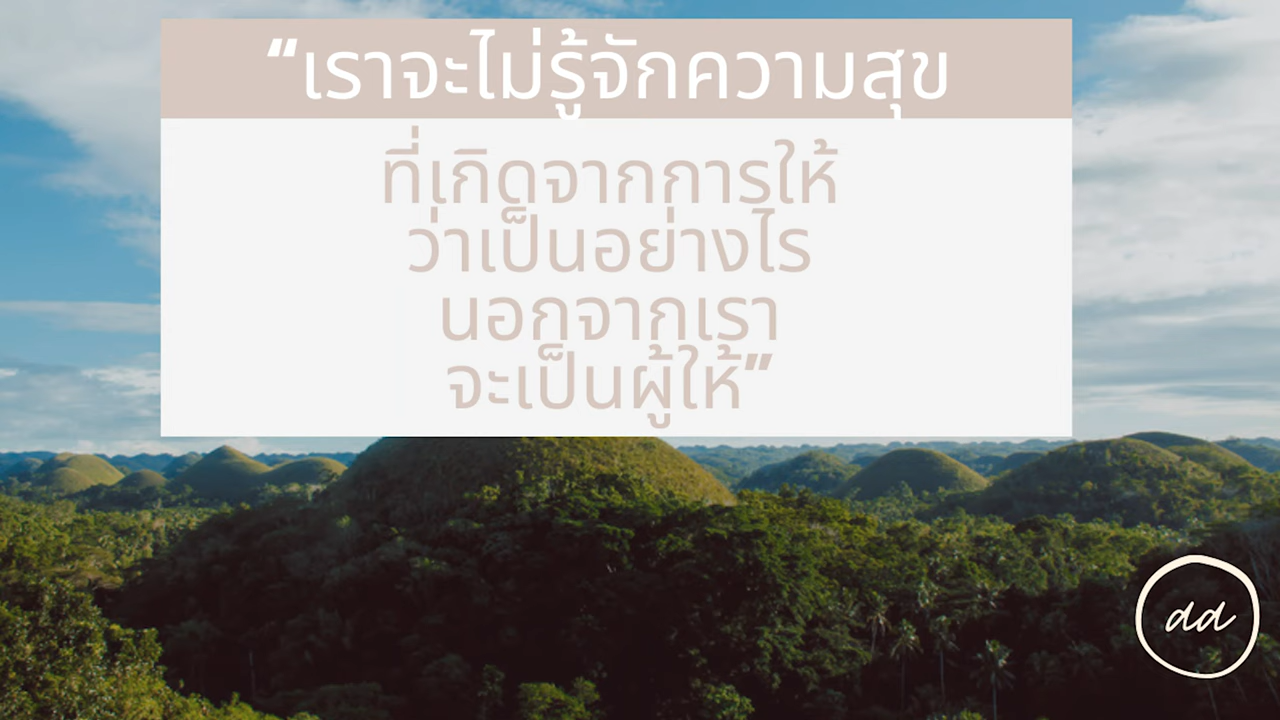 “เราจะไม่รู้จักความสุข
ที่เกิดจากการให้
ว่าเป็นอย่างไร
นอกจากเรา
จะเป็นผู้ให้”
dd